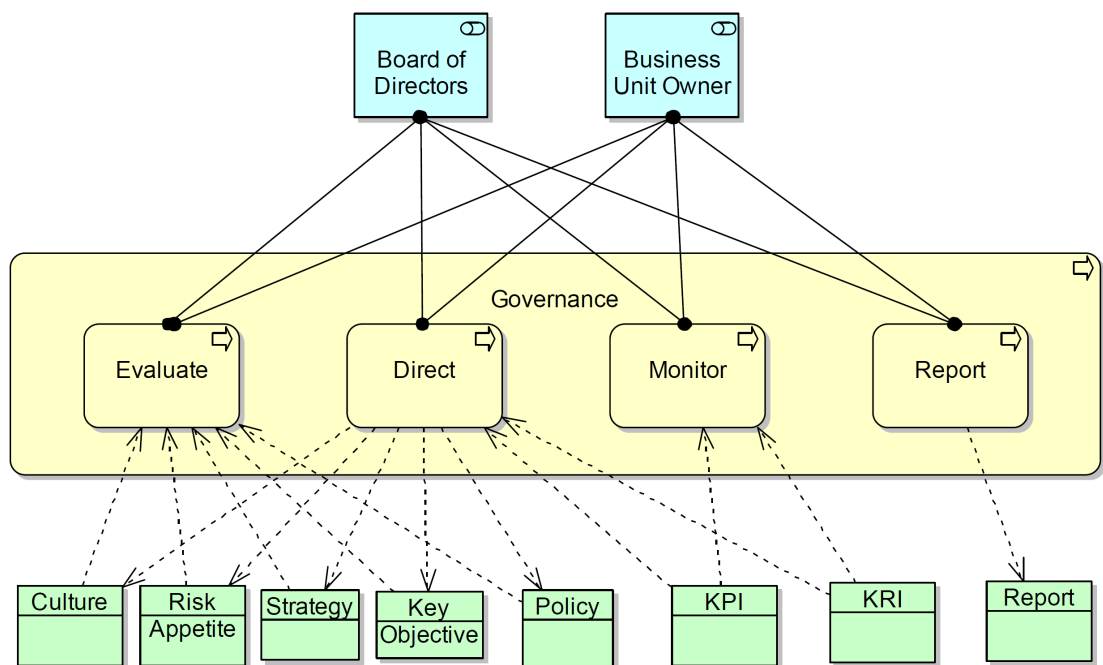 Board of
Directors
Business
Unit Owner
Governance
Evaluate
Direct
Monitor
Report
Culture
Risk
Appetite
Strategy
Key
Objective
Policy
KPI
KRI
Report